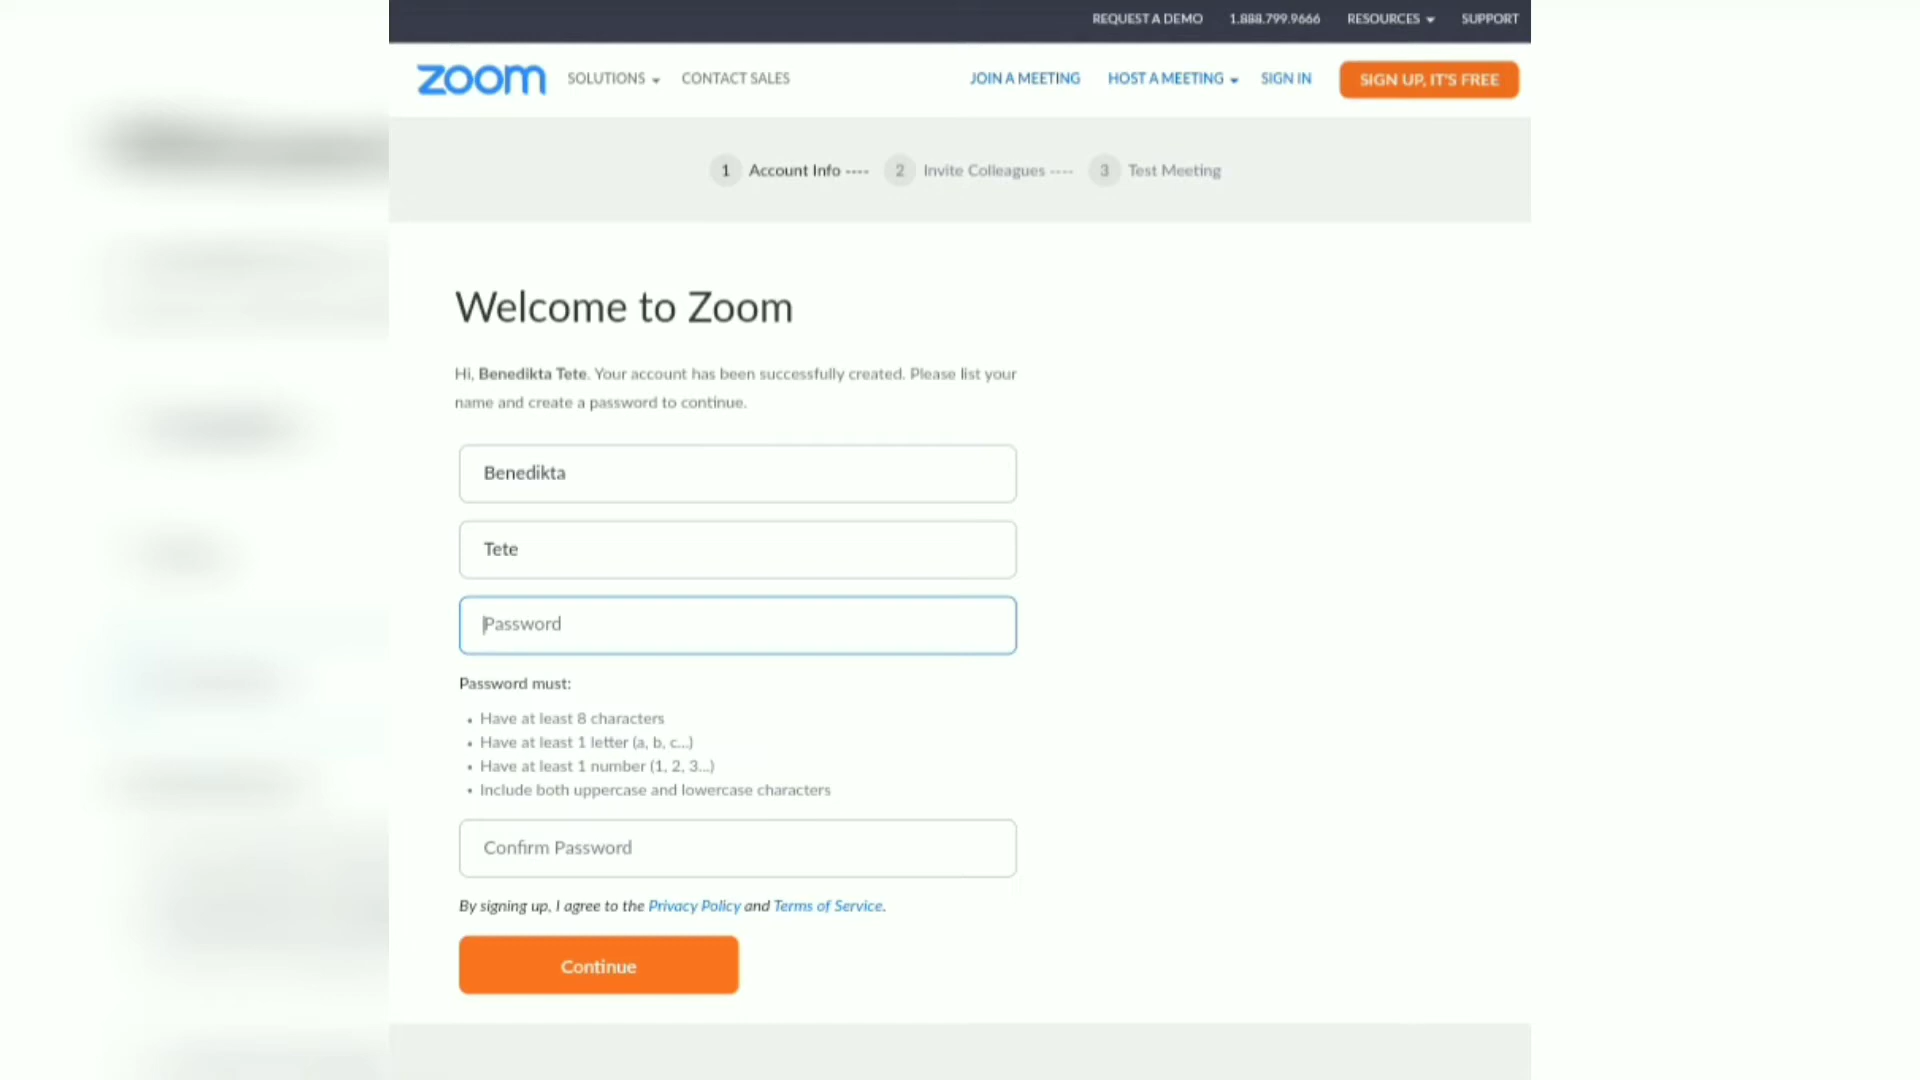 REQUEST A DEMO 1.888.799.9666 RESOURCES SUPPORT
zoom SOLUTIONS CONTACT SALES JOIN A MEETING HOST A MEETING SIGN IN SIGN UP, IT'S FREE
1 Account Info ---- 2 Invite Colleagues ---- 3 Test Meeting
Welcome to Zoom
Hi, Benedikta Tete. Your account has been successfully created. Please list your
name and create a password to continue.
Benedikta
Tete
Password
Password must:
• Have at least 8 characters
• Have at least 1 letter (a, b, c...)
• Have at least 1 number (1, 2, 3...)
• Include both uppercase and lowercase characters
Confirm Password
By signing up, I agree to the Privacy Policy and Terms of Service.
Continue